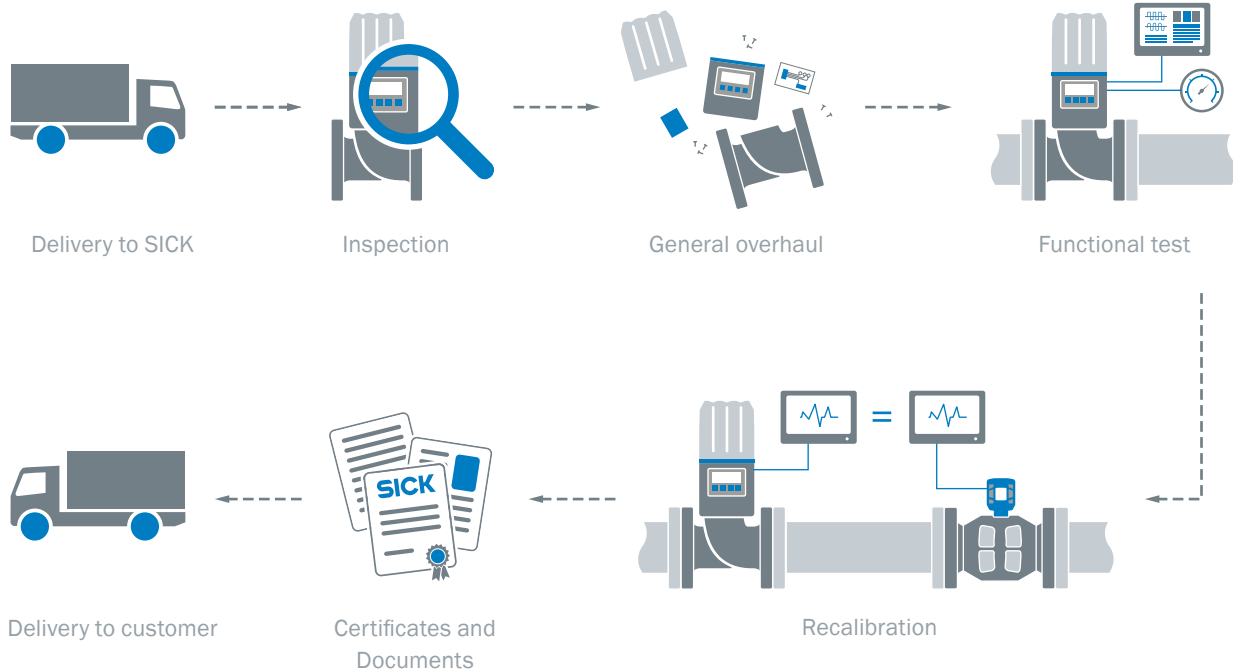 Delivery to SICK
Inspection
General overhaul
Functional test
SICK
Delivery to customer
Certificates and
Documents
Recalibration